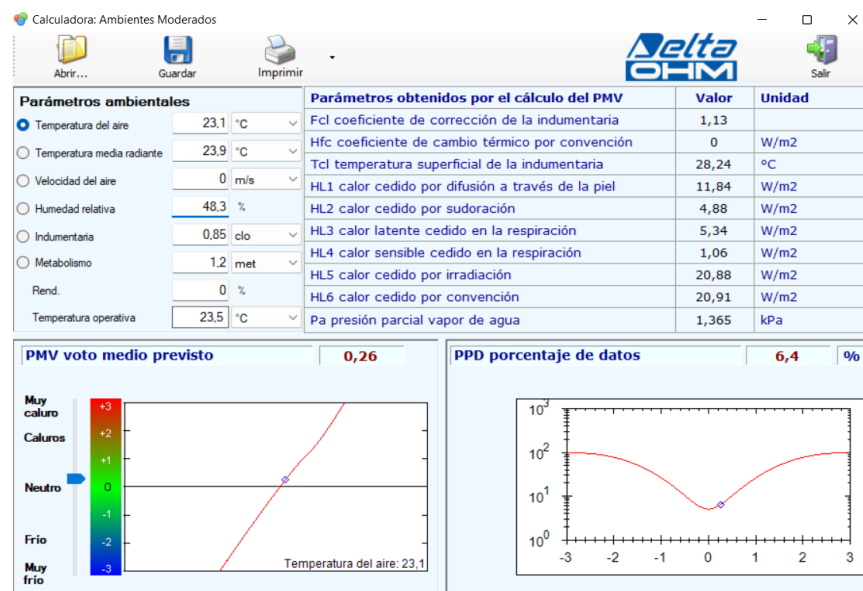 Calculadora: Ambientes Moderados
Abrir...
Guardar
Imprimir
Delta
OHM
Salir
Parámetros ambientales
Temperatura del aire 23,1 °C
Temperatura media radiante 23,9 °C
Velocidad del aire 0 m/s
Humedad relativa 48,3 %
Indumentaria 0,85 clo
Metabolismo 1,2 met
Rend. 0 %
Temperatura operativa 23,5 °C
Parámetros obtenidos por el cálculo del PMV Valor Unidad
Fcl coeficiente de corrección de la indumentaria 1,13
Hfc coeficiente de cambio térmico por convención 0 W/m2
Tcl temperatura superficial de la indumentaria 28,24 ºC
HL1 calor cedido por difusión a través de la piel 11,84 W/m2
HL2 calor cedido por sudoración 4,88 W/m2
HL3 calor latente cedido en la respiración 5,34 W/m2
HL4 calor sensible cedido en la respiración 1,06 W/m2
HL5 calor cedido por irradiación 20,88 W/m2
HL6 calor cedido por convención 20,91 W/m2
Pa presión parcial vapor de agua 1,365 kPa
PMV voto medio previsto 0,26
Muy
caluro
Caluros
Neutro
Frio
Muy
frio
+3
+2
+1
0
-1
-2
-3
Temperatura del aire: 23,1
PPD porcentaje de datos 6,4 %
10³
10²
10¹
10⁰
-3 -2 -1 0 1 2 3